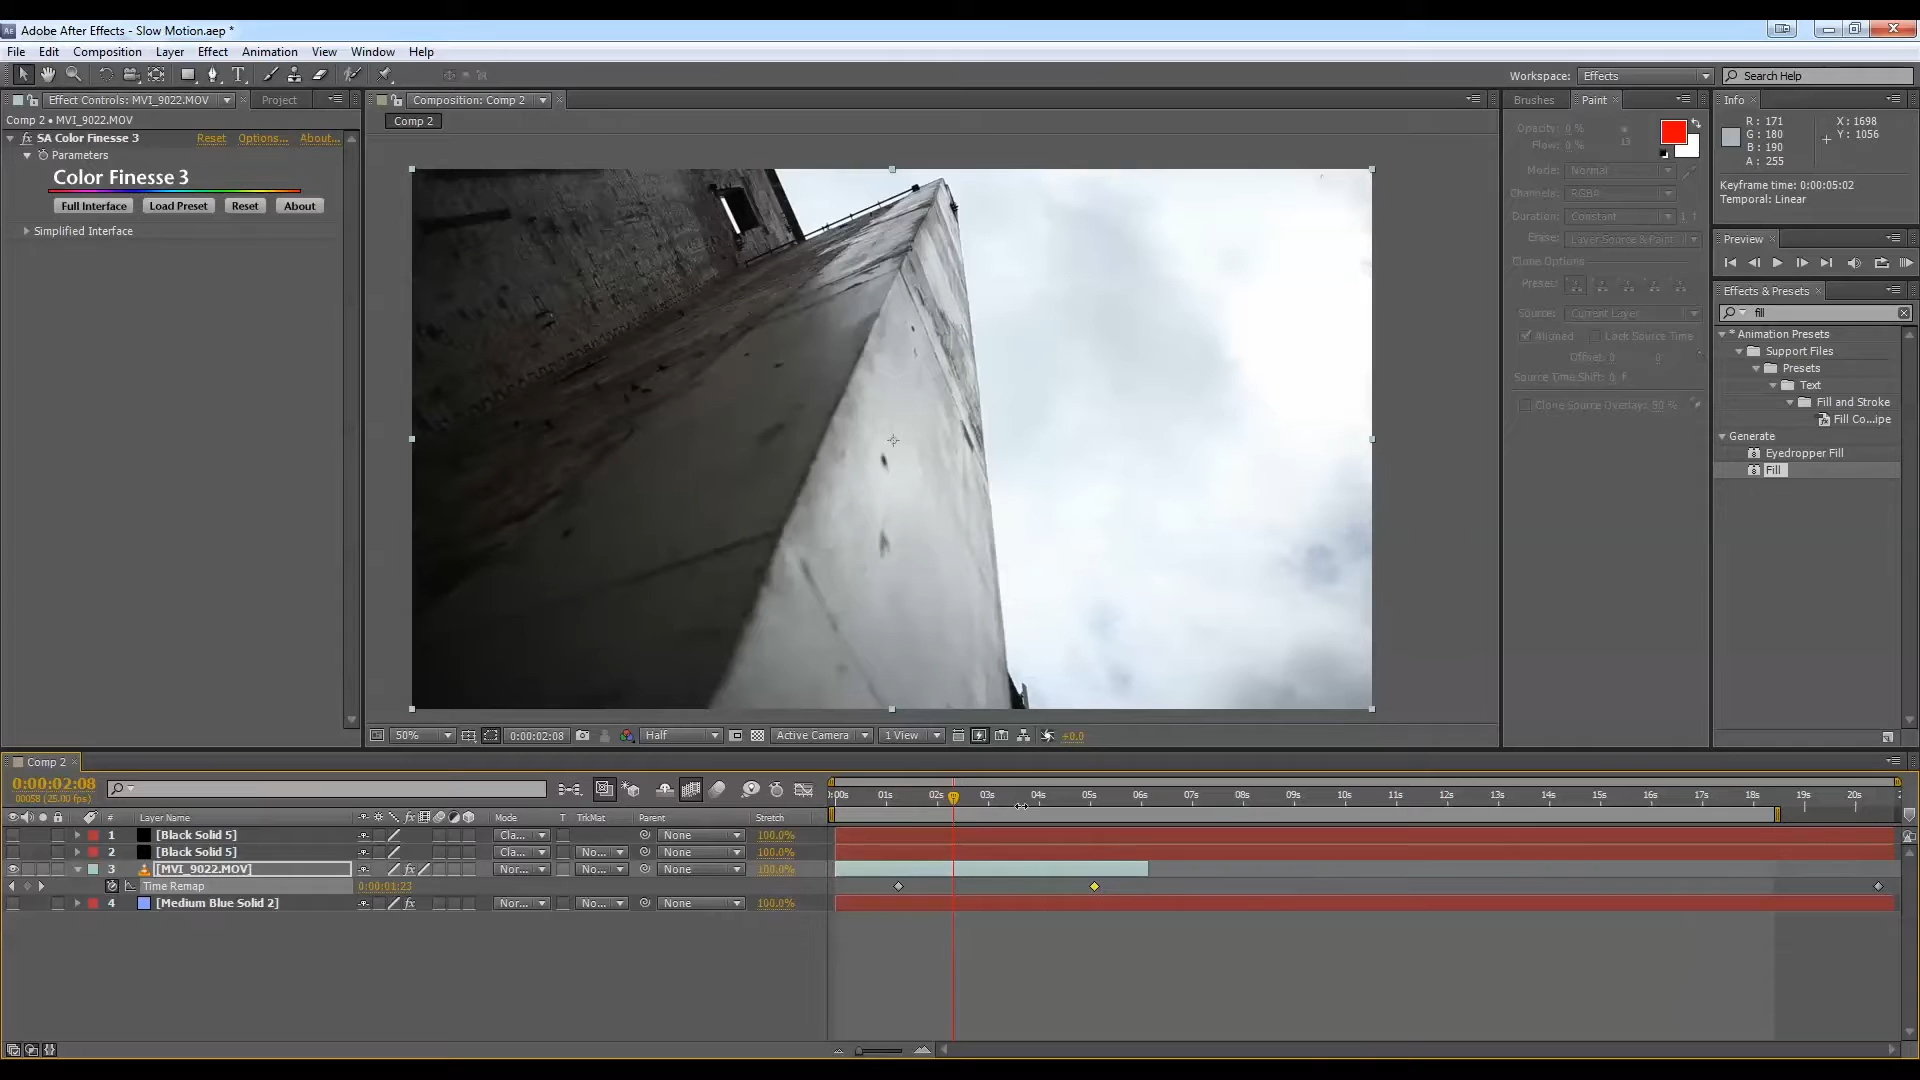 Adobe After Effects - Slow Motion.aep *
File Edit Composition Layer Effect Animation View Window Help
Workspace: Effects Search Help
Effect Controls: MVI_9022.MOV Project
Composition: Comp 2
Brushes Paint
Info
Comp 2 • MVI_9022.MOV
Comp 2
SA Color Finesse 3 Reset Options... About...
Parameters
Color Finesse 3
Full Interface Load Preset Reset About
Simplified Interface
Opacity: 0 %
Flow: 0 %
13
Mode: Normal
Channels: RGBA
Duration: Constant
Erase: Layer Source & Paint
Clone Options
Preset:
Source: Current Layer
Aligned Lock Source Time
Offset: 0 0
Source Time Shift: 0 f
Clone Source Overlay: 50 %
R: 171
G: 180
B: 190
A: 255
X: 1698
Y: 1056
Keyframe time: 0:00:05:02
Temporal: Linear
Preview
Effects & Presets
fill
* Animation Presets
Support Files
Presets
Text
Fill and Stroke
Fill Co...ipe
Generate
Eyedropper Fill
Fill
50% 0:00:02:08 Half Active Camera 1 View +0.0
Comp 2
0:00:02:08
00058 (25.00 fps)
:00s 01s 02s 03s 04s 05s 06s 07s 08s 09s 10s 11s 12s 13s 14s 15s 16s 17s 18s 19s 20s
# Layer Name Mode T TrkMat Parent Stretch
1 [Black Solid 5] Cla... None 100.0%
2 [Black Solid 5] Cla... No... None 100.0%
3 [MVI_9022.MOV] fx Nor... No... None 100.0%
Time Remap 0:00:01:23
4 [Medium Blue Solid 2] fx Nor... No... None 100.0%